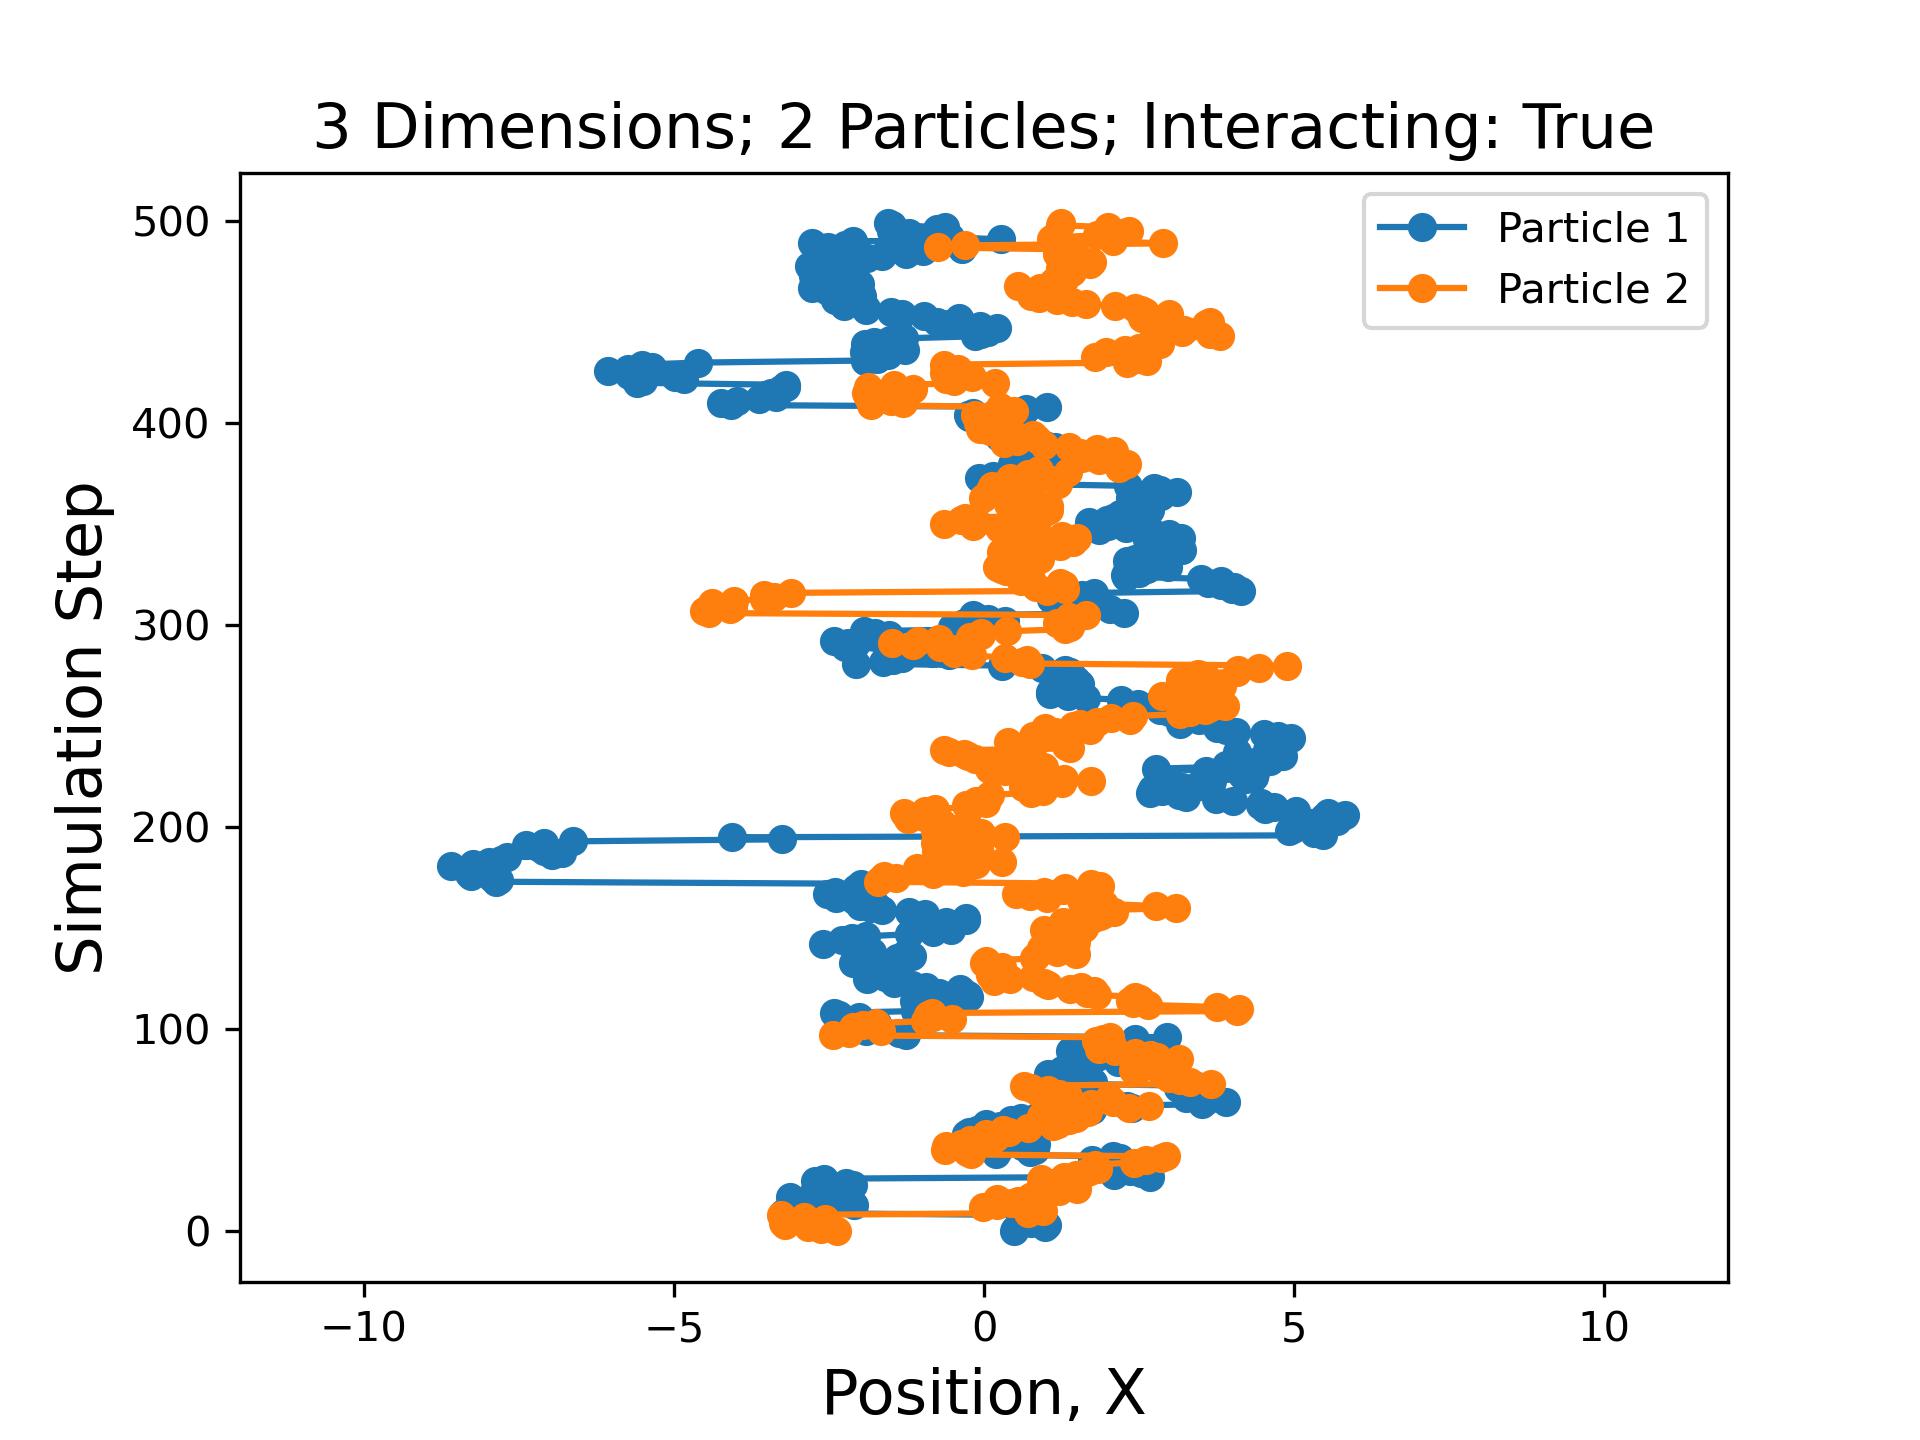 3 Dimensions; 2 Particles; Interacting: True
Particle 1
Particle 2
500
400
300
200
100
0
Simulation Step
−10
−5
0
5
10
Position, X